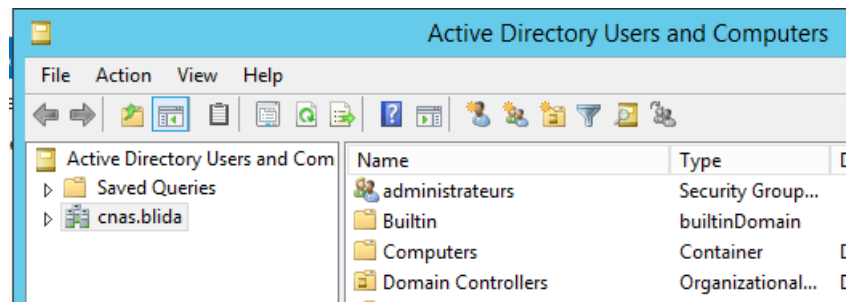 Active Directory Users and Computers
File Action View Help
Active Directory Users and Com
Saved Queries
cnas.blida
Name Type
administrateurs Security Group...
Builtin builtinDomain
Computers Container
Domain Controllers Organizational...